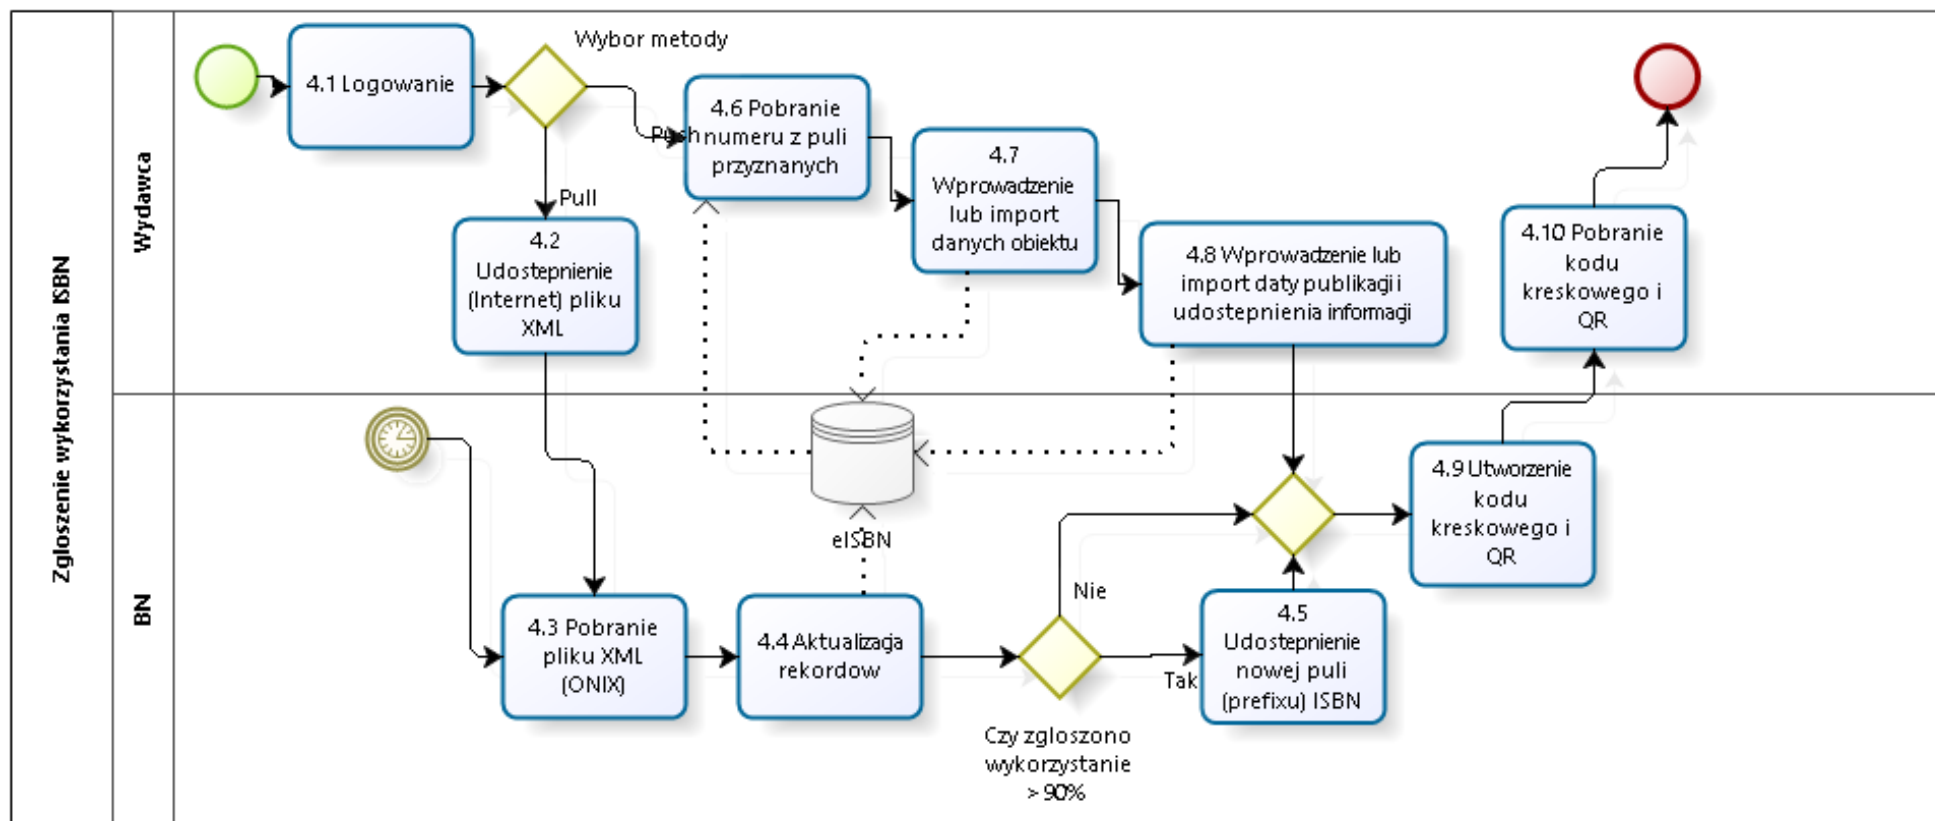 Zgloszenie wykorzystania ISBN
Wydawca
BN
4.1 Logowanie
Wybor metody
Push
Pull
4.6 Pobranie
numeru z puli
przyznanych
4.7
Wprowadzenie
lub import
danych obiektu
4.8 Wprowadzenie lub
import daty publikacji i
udostepnienia informacji
4.10 Pobranie
kodu
kreskowego i
QR
4.2
Udostepnienie
(Internet) pliku
XML
eISBN
4.9 Utworzenie
kodu
kreskowego i
QR
4.3 Pobranie
pliku XML
(ONIX)
4.4 Aktualizacja
rekordow
Nie
Tak
Czy zgloszono
wykorzystanie
> 90%
4.5
Udostepnienie
nowej puli
(prefixu) ISBN